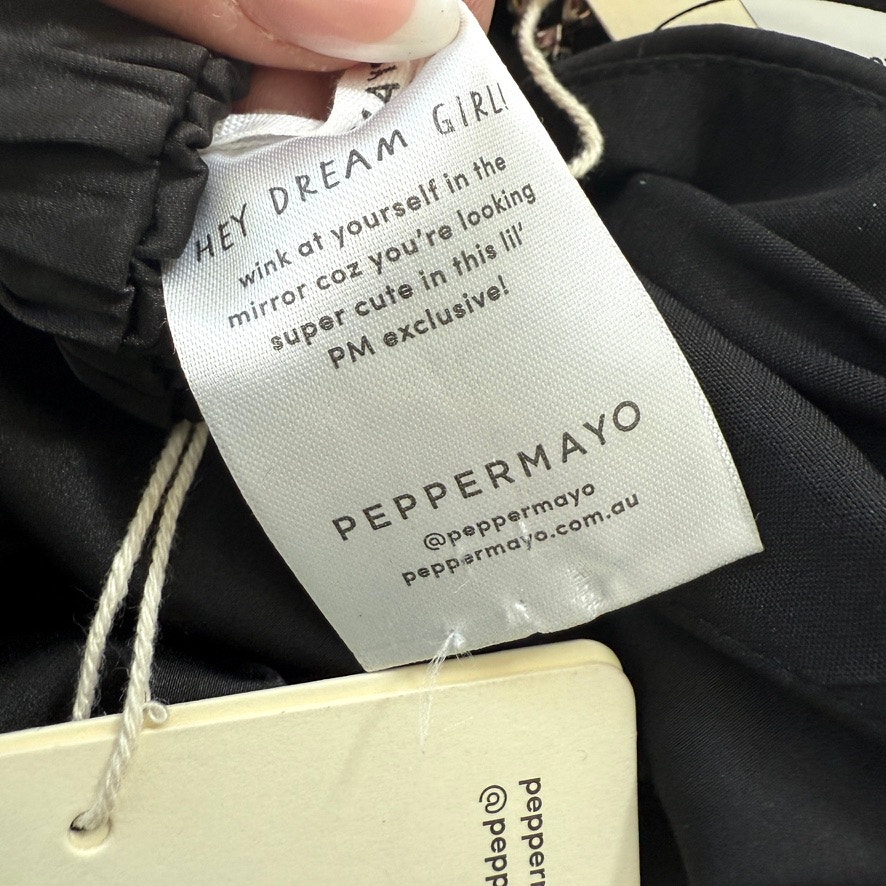 HEY DREAM GiRL!
wink at yourself in the
mirror coz you're looking
super cute in this lil'
PM exclusive!
PEPPERMAYO
@peppermayo
peppermayo.com.au